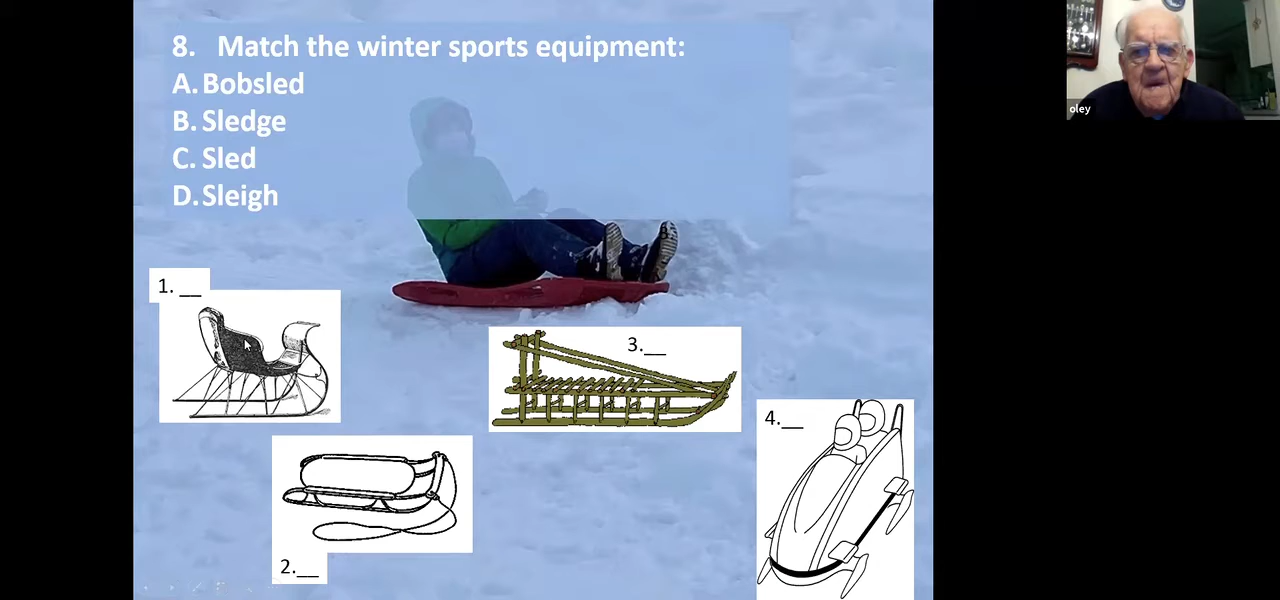 8. Match the winter sports equipment:
A. Bobsled
B. Sledge
C. Sled
D. Sleigh
1. __
3.__
4.__
2.__
oley